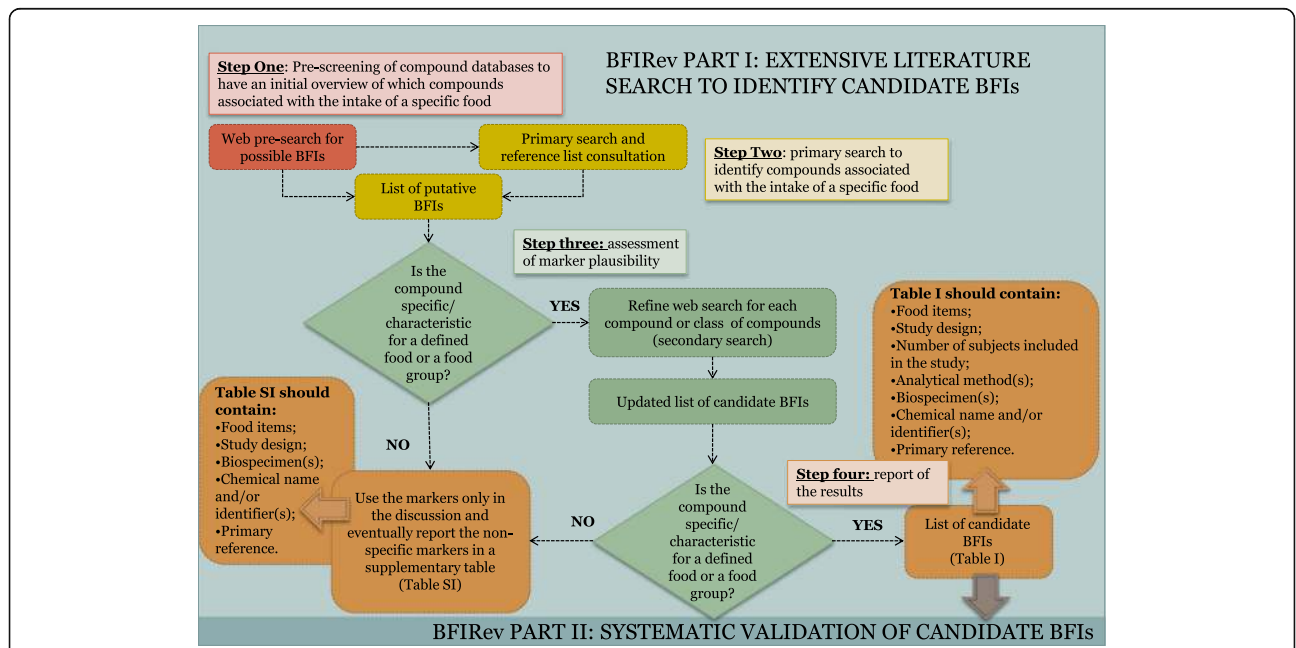 BFIRev PART I: EXTENSIVE LITERATURE
SEARCH TO IDENTIFY CANDIDATE BFIs
Step One: Pre-screening of compound databases to
have an initial overview of which compounds
associated with the intake of a specific food
Web pre-search for
possible BFIs
Primary search and
reference list consultation
Step Two: primary search to
identify compounds associated
with the intake of a specific food
List of putative
BFIs
Step three: assessment
of marker plausibility
Is the
compound
specific/
characteristic
for a defined
food or a food
group?
YES
Refine web search for each
compound or class of compounds
(secondary search)
Updated list of candidate BFIs
Table I should contain:
•Food items;
•Study design;
•Number of subjects included
in the study;
•Analytical method(s);
•Biospecimen(s);
•Chemical name and/or
identifier(s);
•Primary reference.
Table SI should
contain:
•Food items;
•Study design;
•Biospecimen(s);
•Chemical name
and/or
identifier(s);
•Primary
reference.
NO
Use the markers only in
the discussion and
eventually report the non-
specific markers in a
supplementary table
(Table SI)
NO
Is the
compound
specific/
characteristic
for a defined
food or a food
group?
Step four: report of
the results
YES
List of candidate
BFIs
(Table I)
BFIRev PART II: SYSTEMATIC VALIDATION OF CANDIDATE BFIs